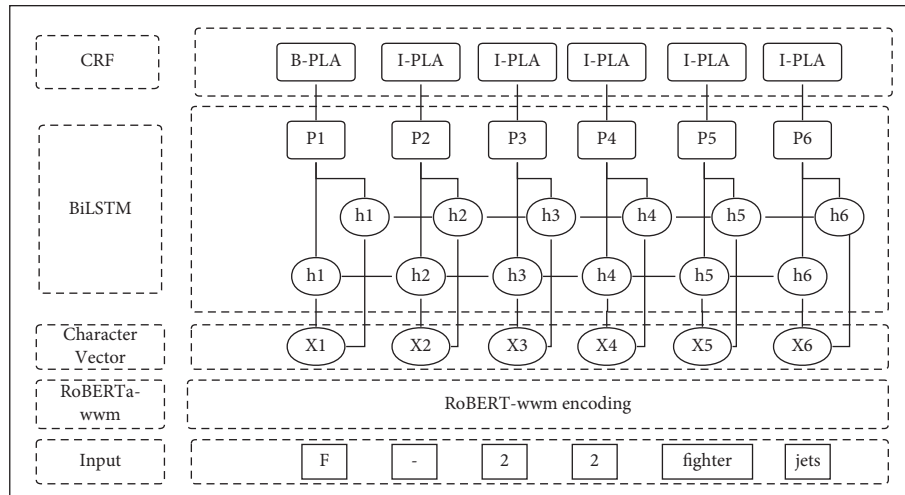 CRF
B-PLA I-PLA I-PLA I-PLA I-PLA I-PLA
BiLSTM
P1 P2 P3 P4 P5 P6
h1 h2 h3 h4 h5 h6
h1 h2 h3 h4 h5 h6
Character
Vector
X1 X2 X3 X4 X5 X6
RoBERTa-
wwm
RoBERT-wwm encoding
Input
F - 2 2 fighter jets